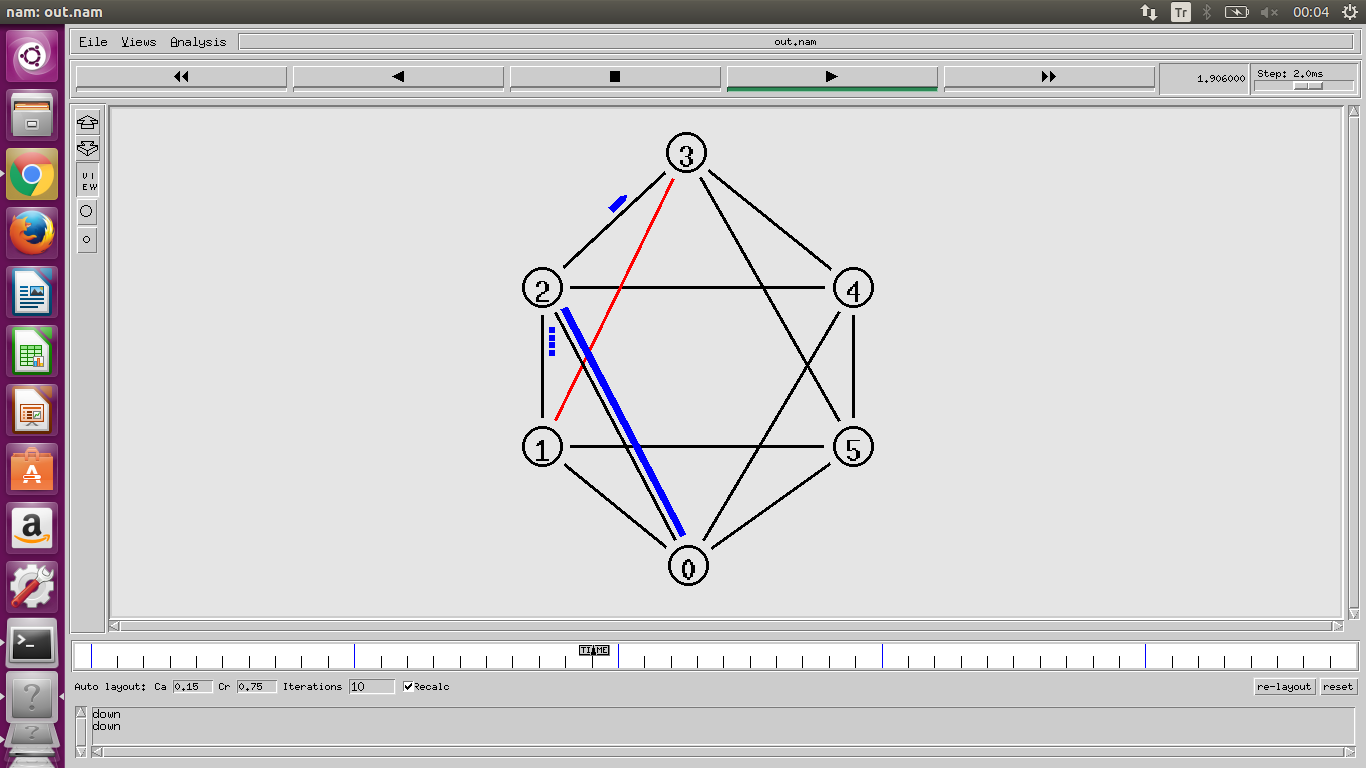 nam: out.nam
Tr
00:04
File Views Analysis
out.nam
1.906000
Step: 2.0ms
VI
EW
3
2
4
1
5
0
TIME
Auto layout: Ca 0.15 Cr 0.75 Iterations 10 Recalc
re-layout reset
down
down